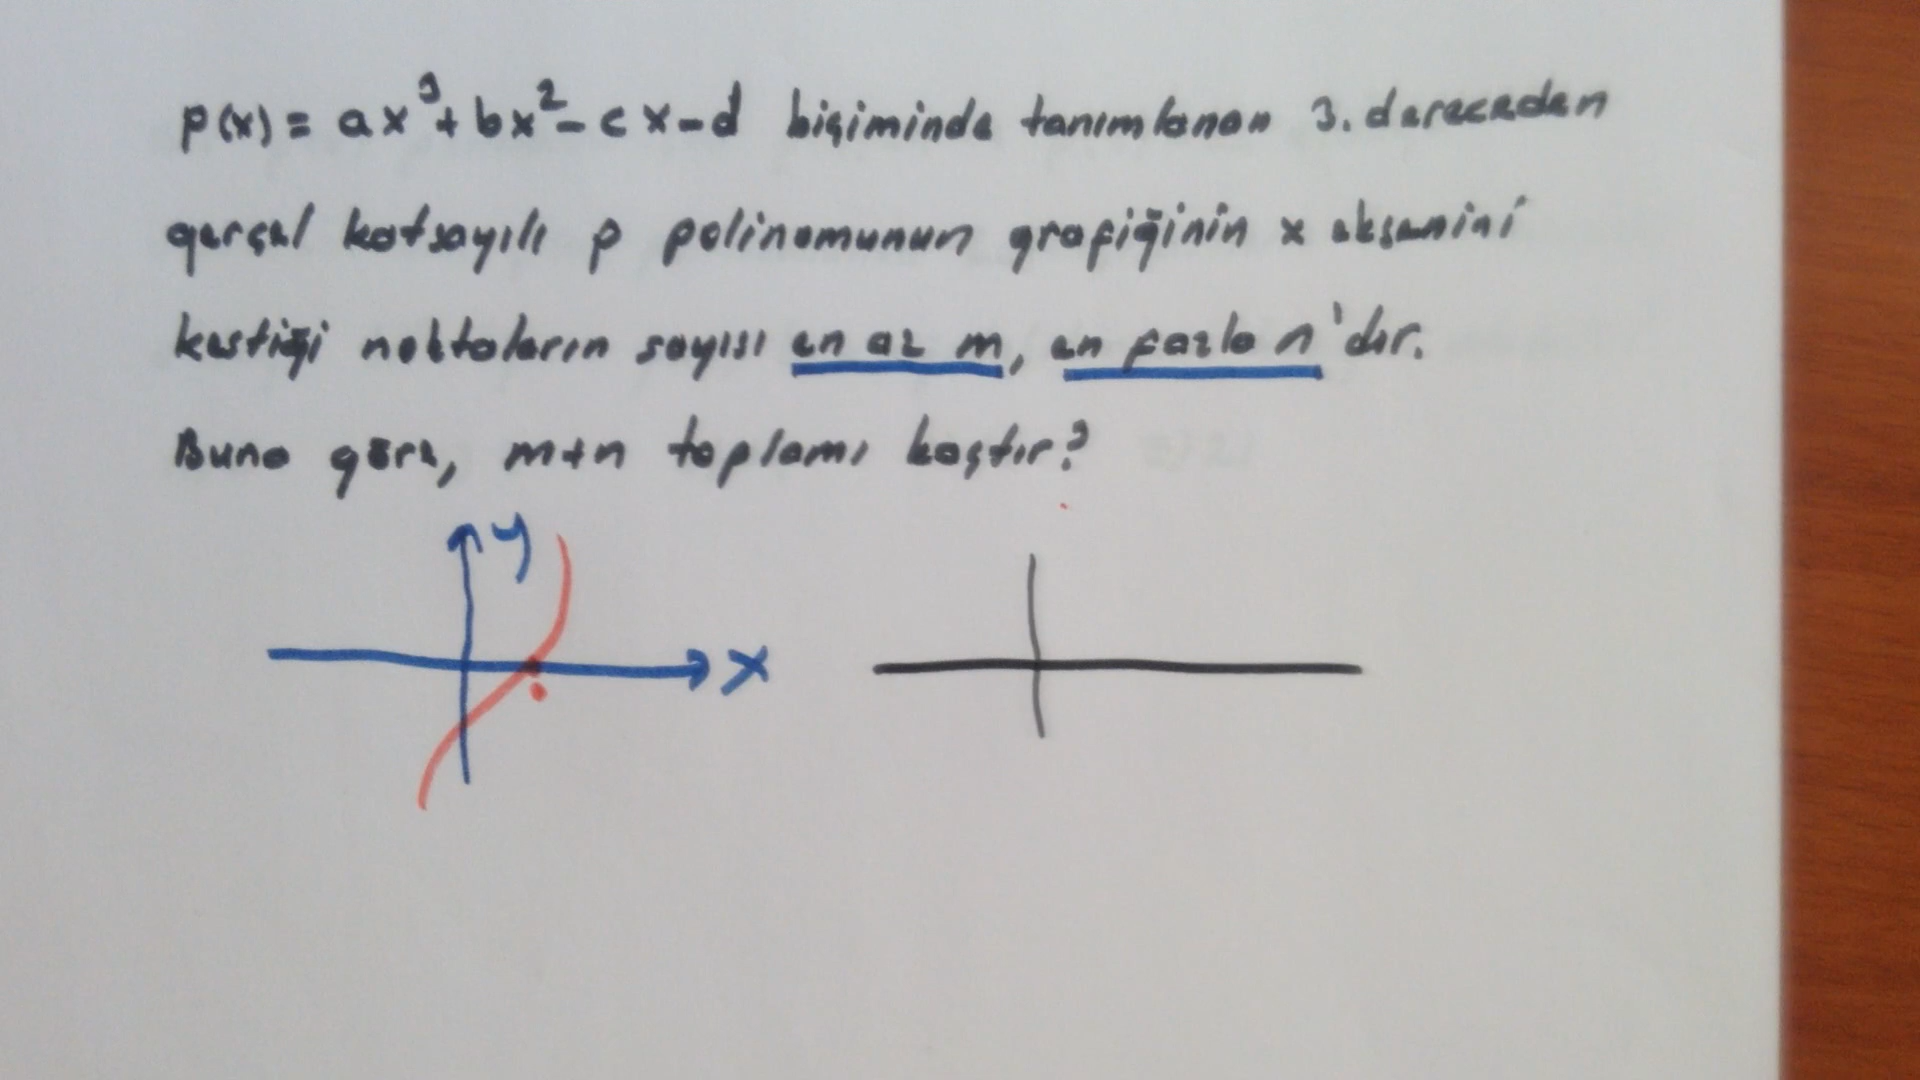 p(x) = ax³ + bx² - cx - d biçiminde tanımlanan 3. dereceden
gerçel katsayılı p polinomunun grafiğinin x eksenini
kestiği noktaların sayısı en az m, en fazla n'dır.
Buna göre, m+n toplamı kaçtır?
y
x